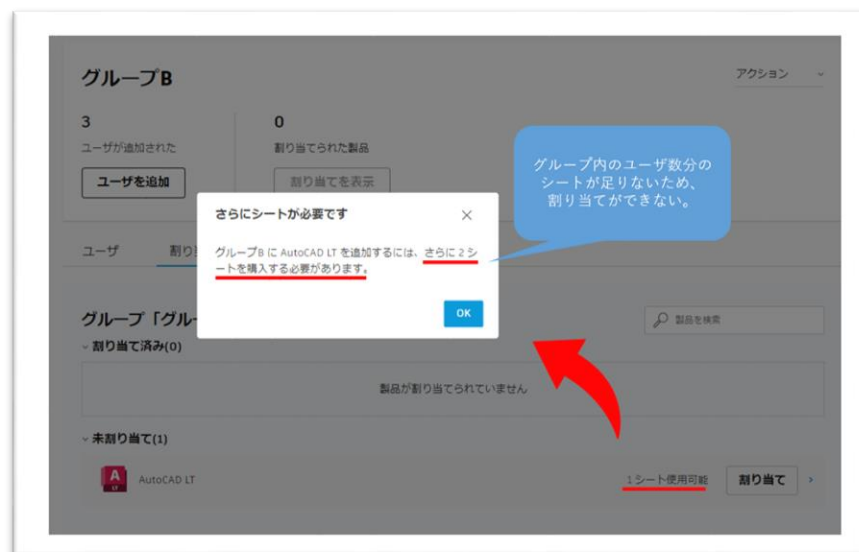 グループB
アクション
3
ユーザが追加された
ユーザを追加
0
割り当てられた製品
割り当てを表示
グループ内のユーザ数分の
シートが足りないため、
割り当てができない。
さらにシートが必要です
グループB に AutoCAD LT を追加するには、さらに 2 シ
ートを購入する必要があります。
OK
ユーザ
割り
グループ「グルー
製品を検索
割り当て済み(0)
製品が割り当てられていません
未割り当て(1)
A
LT
AutoCAD LT
1 シート使用可能
割り当て